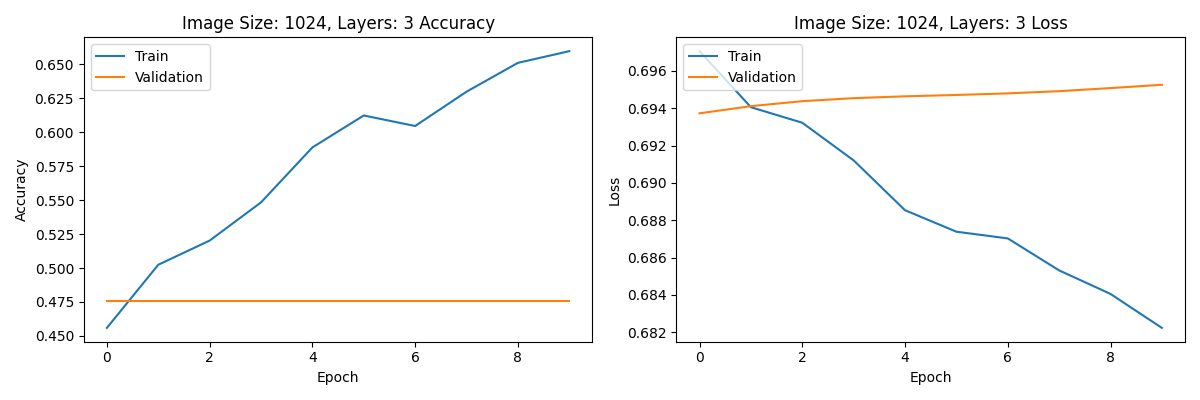 Image Size: 1024, Layers: 3 Accuracy
Train
Validation
0.650
0.625
0.600
0.575
0.550
0.525
0.500
0.475
0.450
Accuracy
0 2 4 6 8
Epoch
Image Size: 1024, Layers: 3 Loss
Train
Validation
0.696
0.694
0.692
0.690
0.688
0.686
0.684
0.682
Loss
0 2 4 6 8
Epoch